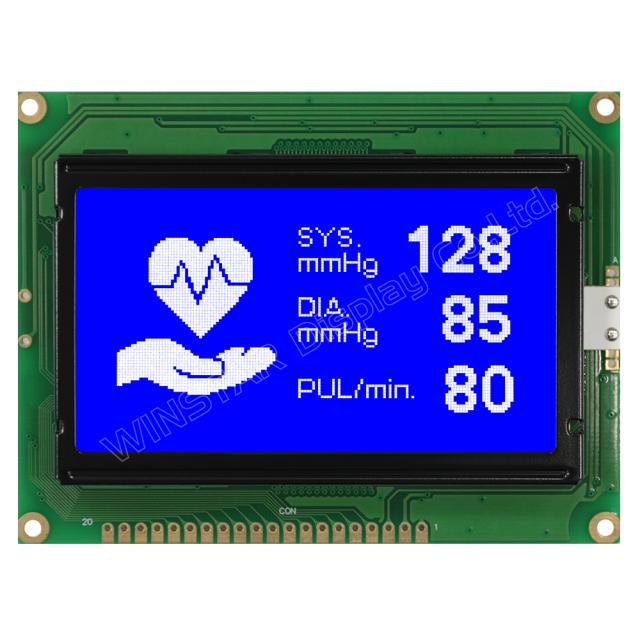 SYS. 128
mmHg
DIA. 85
mmHg
PUL/min. 80
WINSTAR Display Co., Ltd.
A
20 CON 1